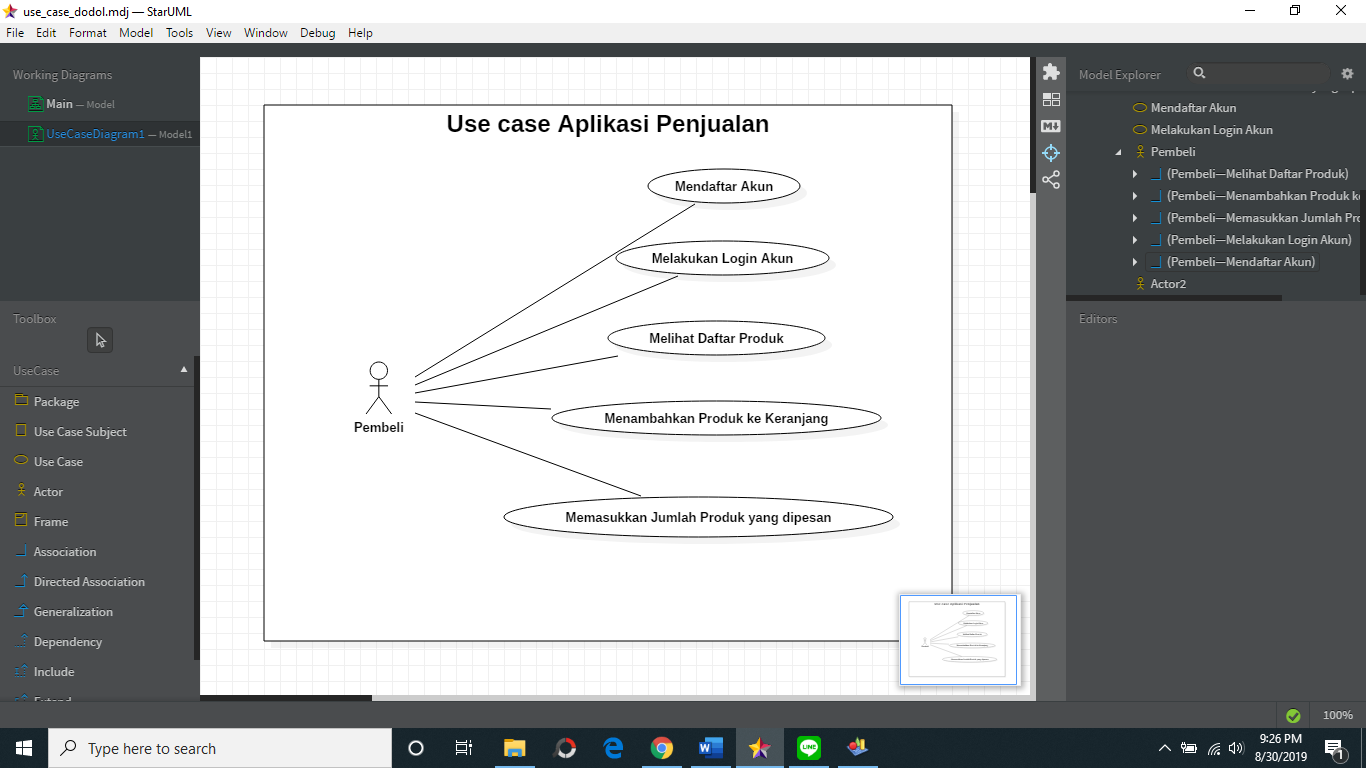 use_case_dodol.mdj — StarUML
File Edit Format Model Tools View Window Debug Help
Working Diagrams
Main — Model
UseCaseDiagram1 — Model1
Toolbox
UseCase
Package
Use Case Subject
Use Case
Actor
Frame
Association
Directed Association
Generalization
Dependency
Include
Extend
Use case Aplikasi Penjualan
Mendaftar Akun
Melakukan Login Akun
Melihat Daftar Produk
Menambahkan Produk ke Keranjang
Memasukkan Jumlah Produk yang dipesan
Pembeli
Model Explorer
Mendaftar Akun
Melakukan Login Akun
Pembeli
(Pembeli—Melihat Daftar Produk)
(Pembeli—Menambahkan Produk ke
(Pembeli—Memasukkan Jumlah Pro
(Pembeli—Melakukan Login Akun)
(Pembeli—Mendaftar Akun)
Actor2
Editors
100%
Type here to search
LINE
9:26 PM
8/30/2019
1